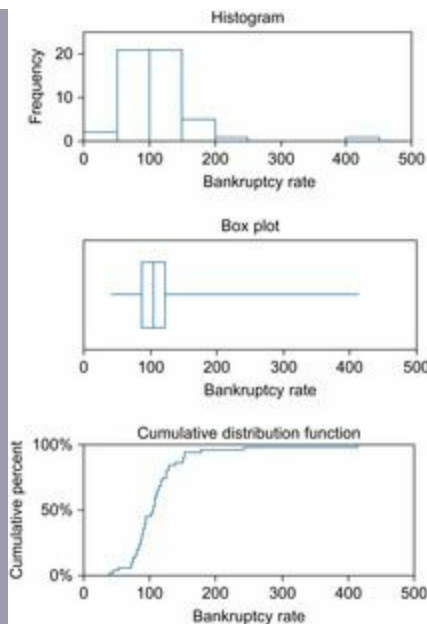 Histogram
20
10
0
Frequency
0 100 200 300 400 500
Bankruptcy rate
Box plot
0 100 200 300 400 500
Bankruptcy rate
Cumulative distribution function
100%
50%
0%
Cumulative percent
0 100 200 300 400 500
Bankruptcy rate